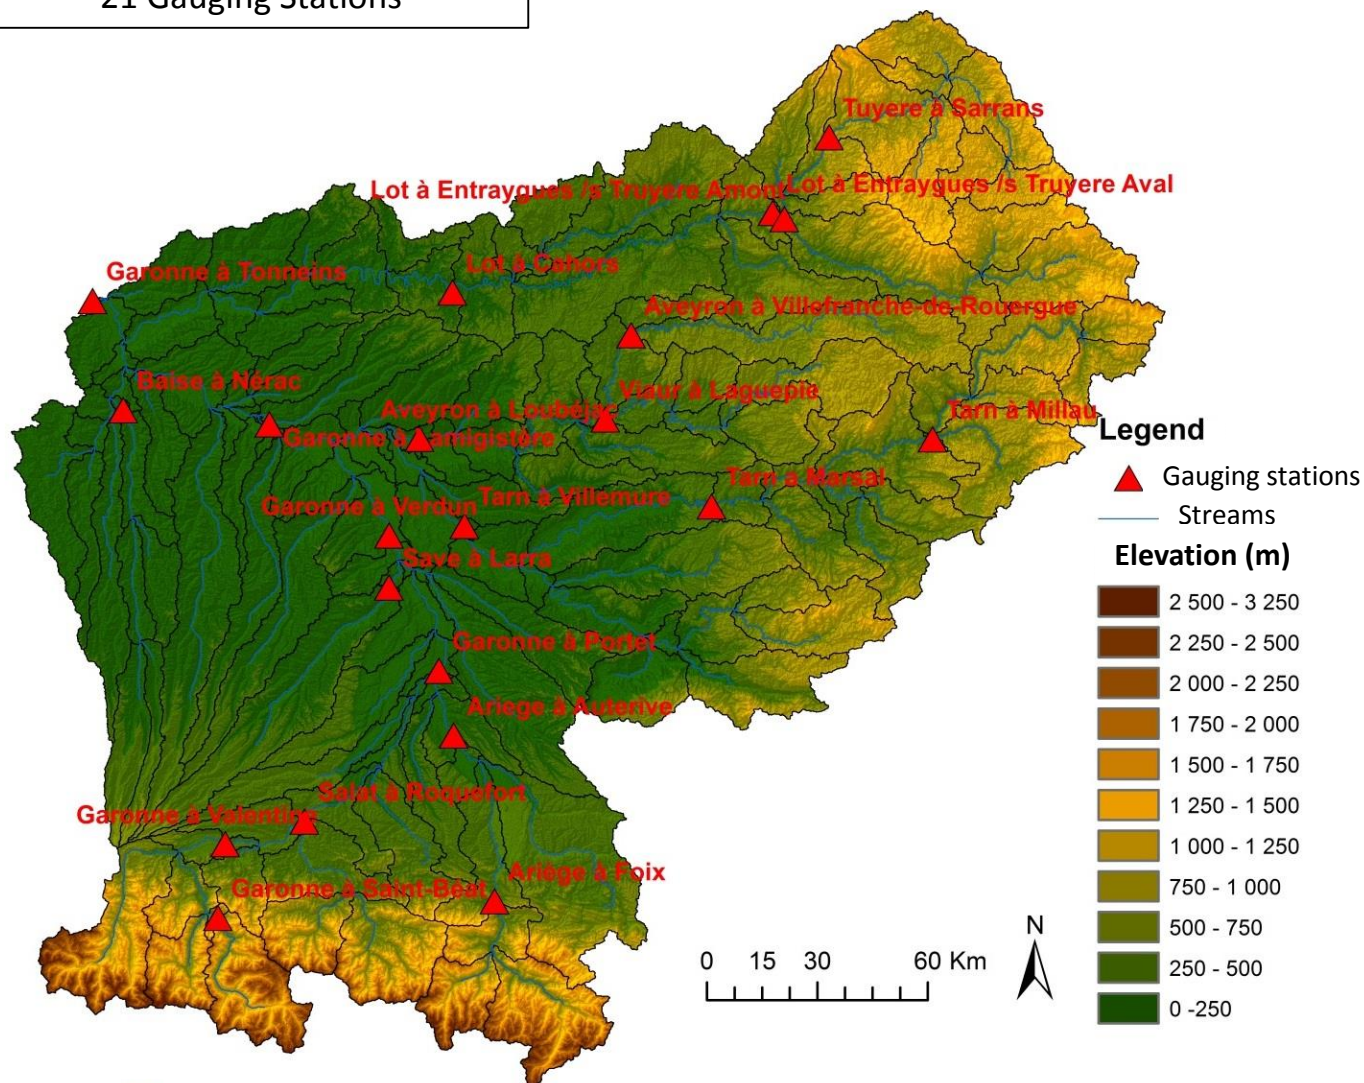 21 Gauging Stations
Tuyere à Sarrans
Lot à Entraygues /s Truyere Amont
Lot à Entraygues /s Truyere Aval
Garonne à Tonneins
Lot à Cahors
Aveyron à Villefranche-de-Rouergue
Baise à Nérac
Viaur à Laguepie
Aveyron à Loubéjac
Tarn à Millau
Garonne à Lamigistère
Tarn a Marsal
Tarn à Villemure
Garonne à Verdun
Save à Larra
Garonne à Portet
Ariege à Auterive
Salat à Roquefort
Garonne à Valentine
Ariège à Foix
Garonne à Saint-Béat
Legend
Gauging stations
Streams
Elevation (m)
2 500 - 3 250
2 250 - 2 500
2 000 - 2 250
1 750 - 2 000
1 500 - 1 750
1 250 - 1 500
1 000 - 1 250
750 - 1 000
500 - 750
250 - 500
0 -250
N
0 15 30 60 Km